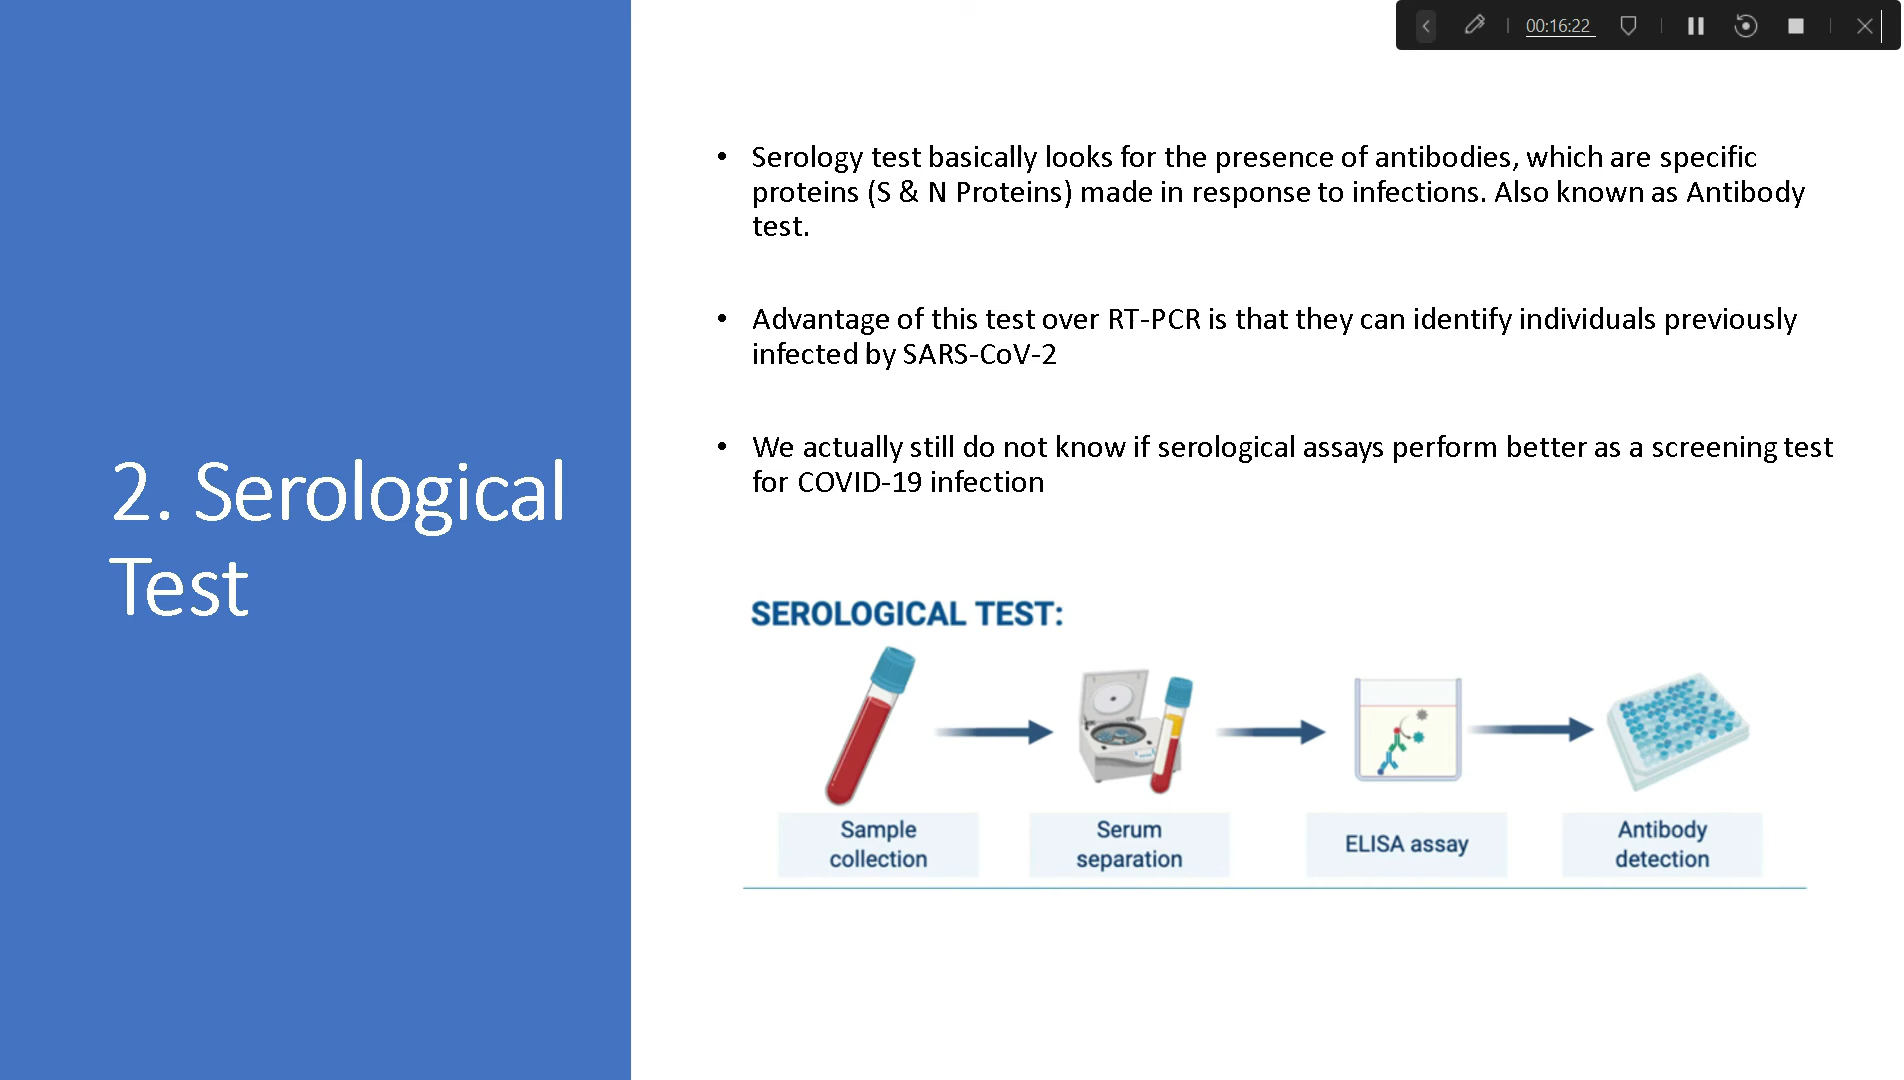 00:16:22
2. Serological
Test
• Serology test basically looks for the presence of antibodies, which are specific
proteins (S & N Proteins) made in response to infections. Also known as Antibody
test.
• Advantage of this test over RT-PCR is that they can identify individuals previously
infected by SARS-CoV-2
• We actually still do not know if serological assays perform better as a screening test
for COVID-19 infection
SEROLOGICAL TEST:
Sample
collection
Serum
separation
ELISA assay
Antibody
detection